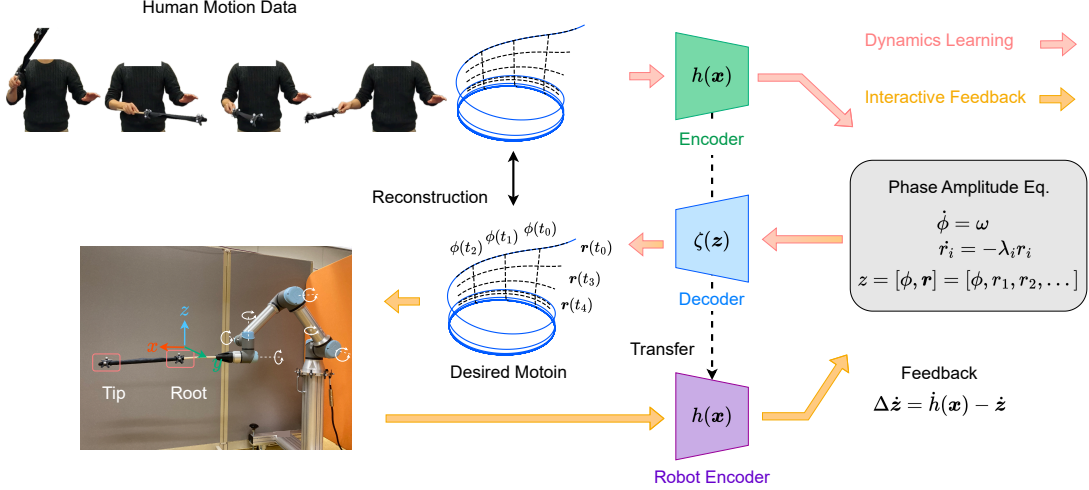 Human Motion Data
Dynamics Learning
Interactive Feedback
h(x)
Encoder
Reconstruction
Phase Amplitude Eq.
ϕ̇ = ω
ṙᵢ = −λᵢrᵢ
z = [ϕ, r] = [ϕ, r₁, r₂, . . . ]
ζ(z)
Decoder
ϕ(t₂) ϕ(t₁) ϕ(t₀)
r(t₀)
r(t₃)
r(t₄)
Desired Motoin
Transfer
z
x
y
Tip
Root
h(x)
Robot Encoder
Feedback
Δż = ḣ(x) − ż